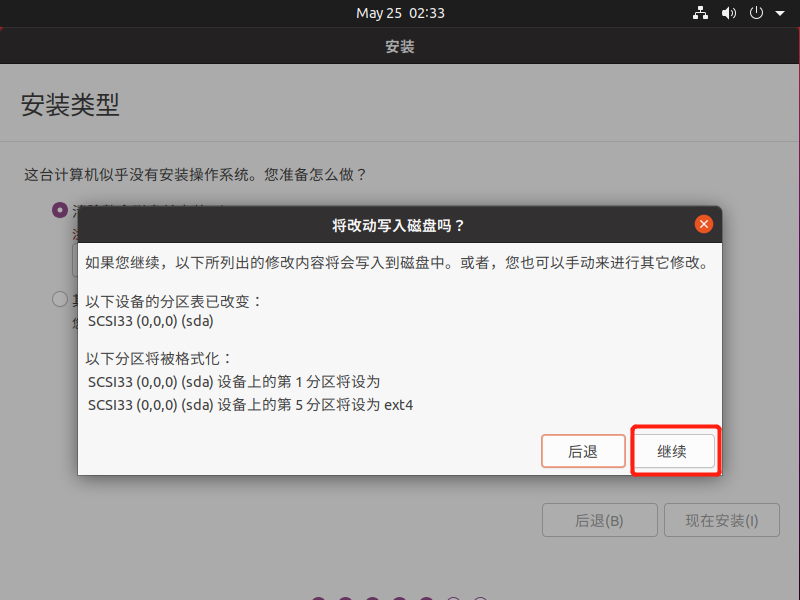 May 25 02:33
安装
安装类型
这台计算机似乎没有安装操作系统。您准备怎么做？
将改动写入磁盘吗？
如果您继续，以下所列出的修改内容将会写入到磁盘中。或者，您也可以手动来进行其它修改。
以下设备的分区表已改变：
SCSI33 (0,0,0) (sda)
以下分区将被格式化：
SCSI33 (0,0,0) (sda) 设备上的第 1 分区将设为
SCSI33 (0,0,0) (sda) 设备上的第 5 分区将设为 ext4
后退
继续
后退(B)
现在安装(I)